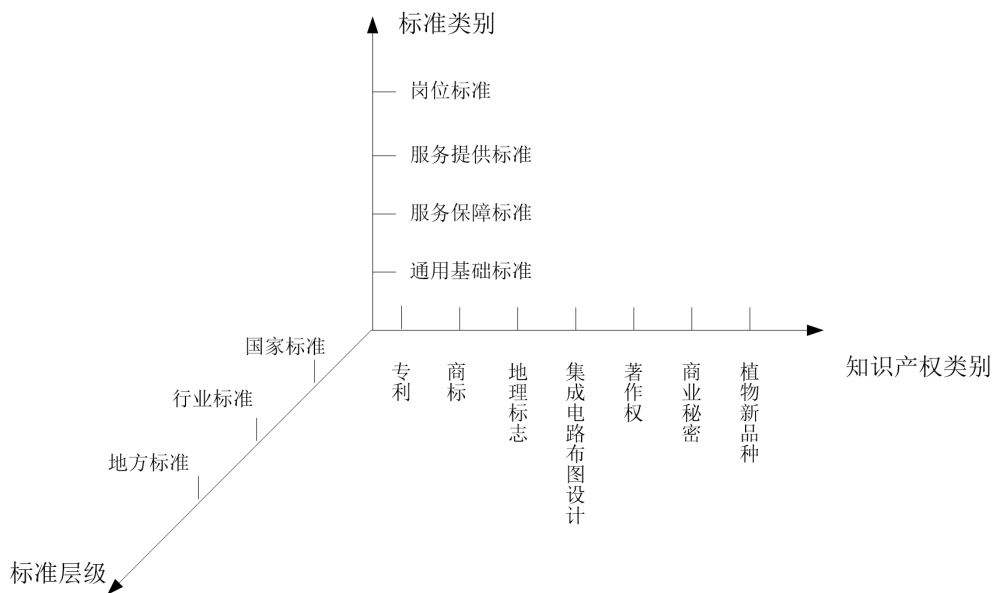 标准类别
岗位标准
服务提供标准
服务保障标准
通用基础标准
国家标准
行业标准
地方标准
标准层级
专利
商标
地理标志
集成电路布图设计
著作权
商业秘密
植物新品种
知识产权类别